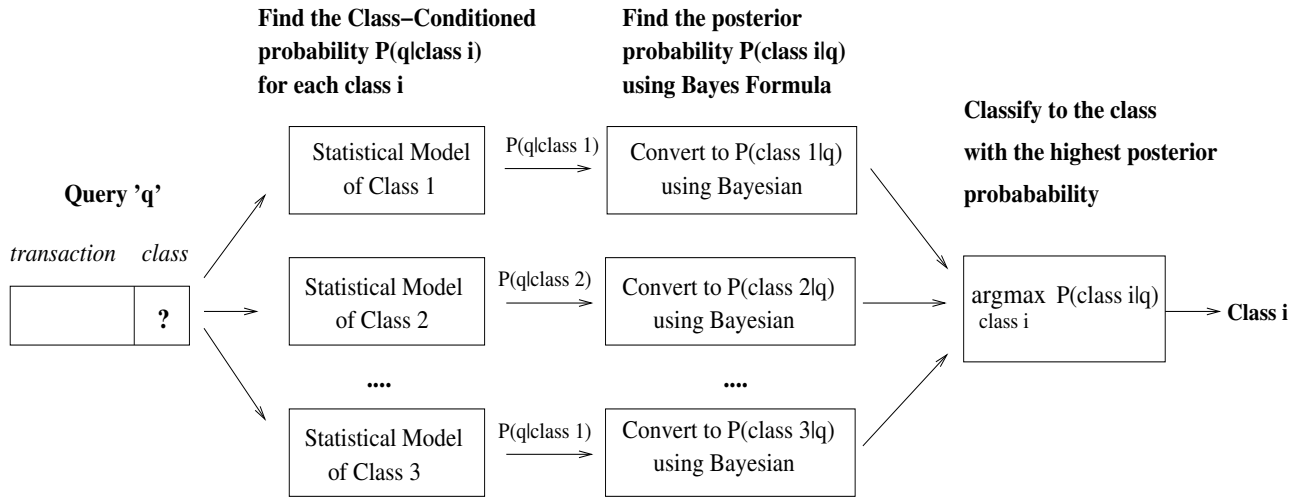 Find the Class–Conditioned
probability P(q|class i)
for each class i
Find the posterior
probability P(class i|q)
using Bayes Formula
Classify to the class
with the highest posterior
probabability
Query 'q'
transaction class
?
Statistical Model
of Class 1
P(q|class 1)
Convert to P(class 1|q)
using Bayesian
Statistical Model
of Class 2
P(q|class 2)
Convert to P(class 2|q)
using Bayesian
....
....
Statistical Model
of Class 3
P(q|class 1)
Convert to P(class 3|q)
using Bayesian
argmax P(class i|q)
class i
Class i